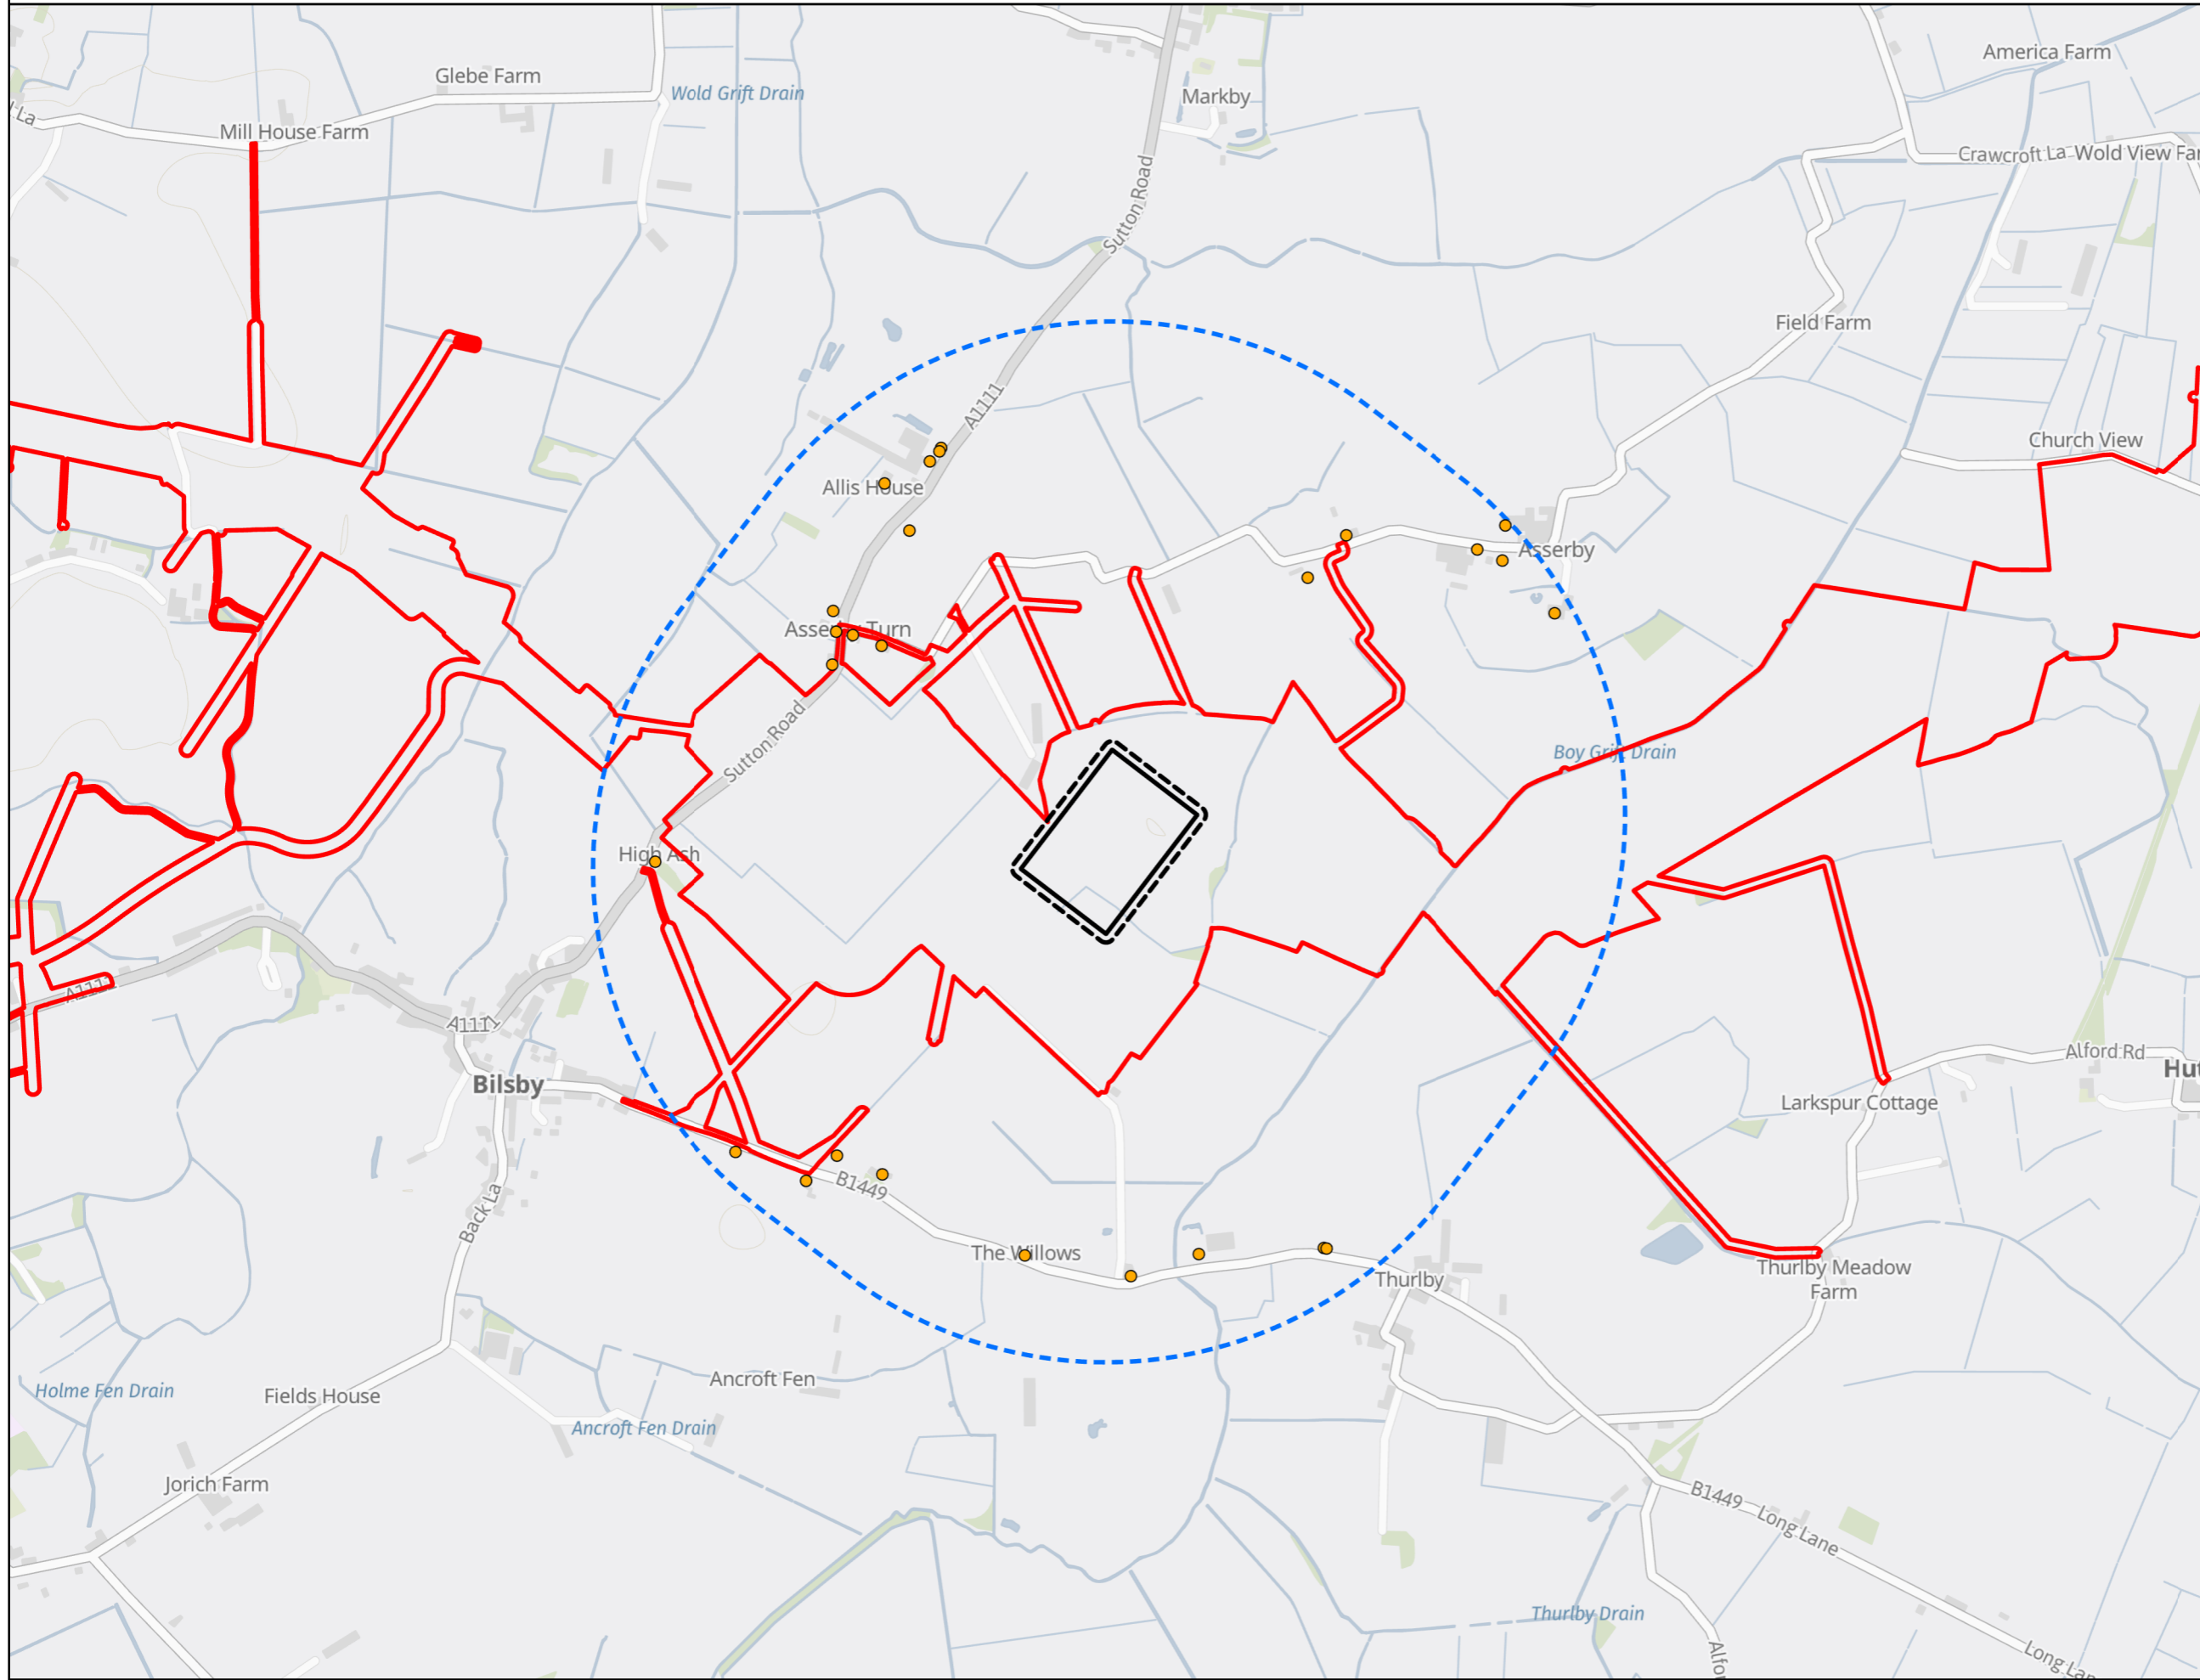 America Farm
Glebe Farm
Wold Grift Drain
Markby
La
Mill House Farm
Crawcroft La
Wold View Far
Sutton Road
Field Farm
A1111
Church View
Allis House
Asserby
Asserby Turn
Sutton Road
Boy Grift Drain
High Ash
A1111
A1111
Bilsby
Alford Rd
Hut
Larkspur Cottage
B1449
Back La
The Willows
Thurlby
Thurlby Meadow
Farm
Ancroft Fen
Holme Fen Drain
Fields House
Ancroft Fen Drain
Jorich Farm
B1449
Long Lane
Thurlby Drain
Alfo
Long Lan